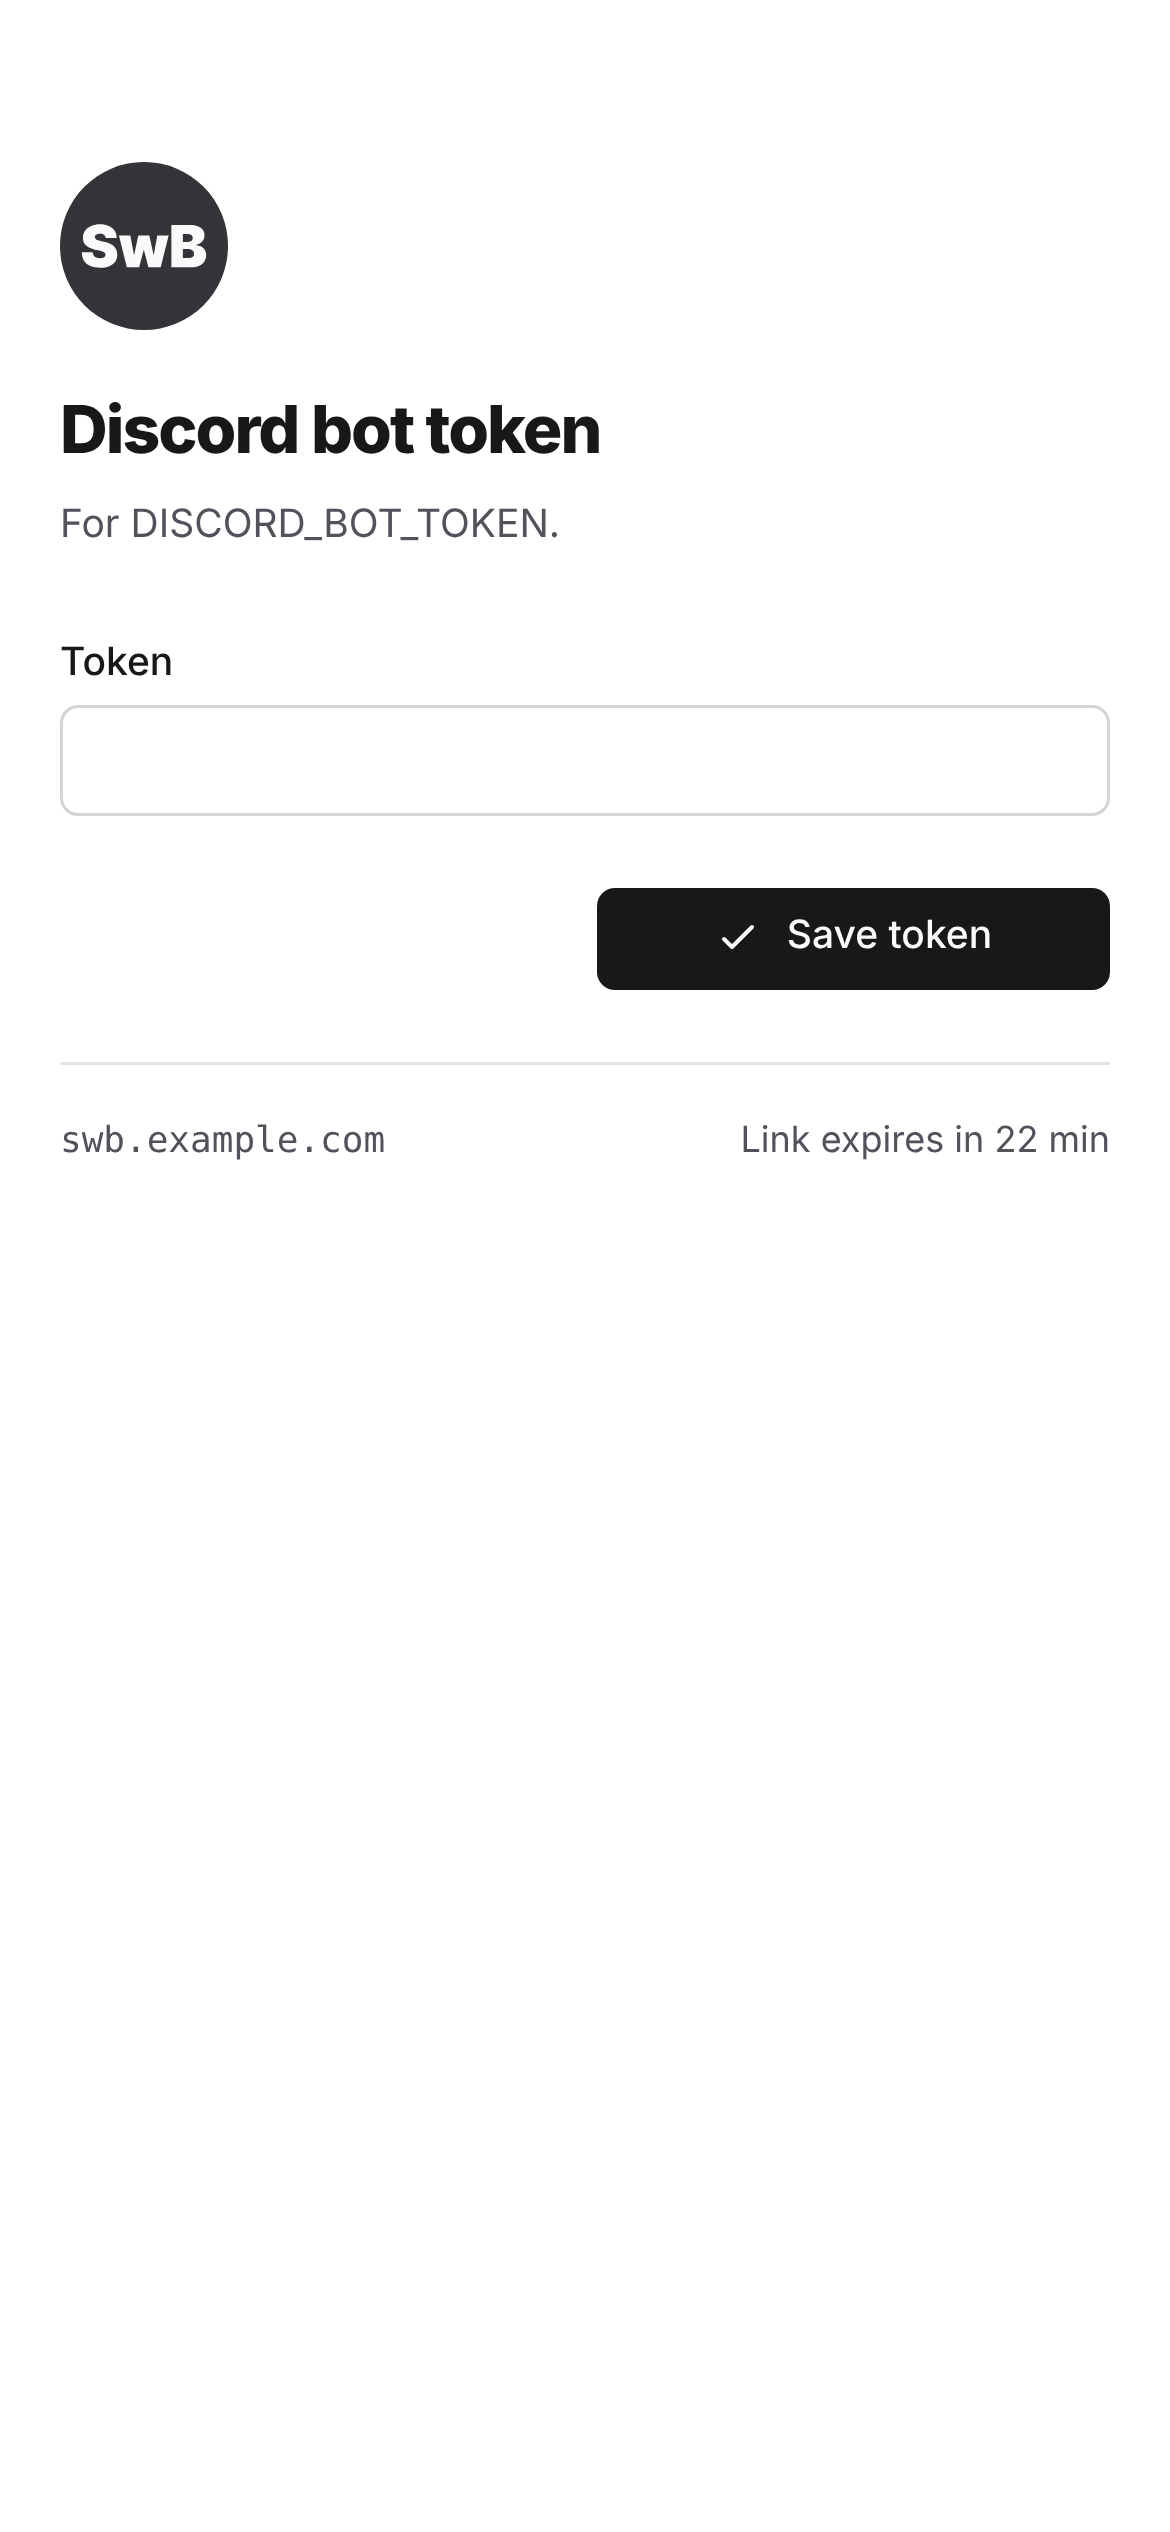 SwB
Discord bot token
For DISCORD_BOT_TOKEN.
Token
Save token
swb.example.com
Link expires in 22 min